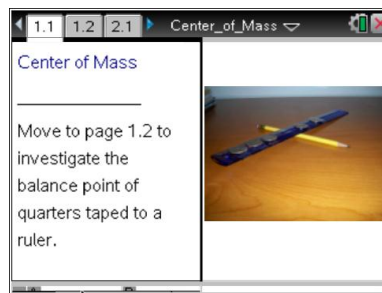 1.1 1.2 2.1 Center_of_Mass
Center of Mass
Move to page 1.2 to
investigate the
balance point of
quarters taped to a
ruler.